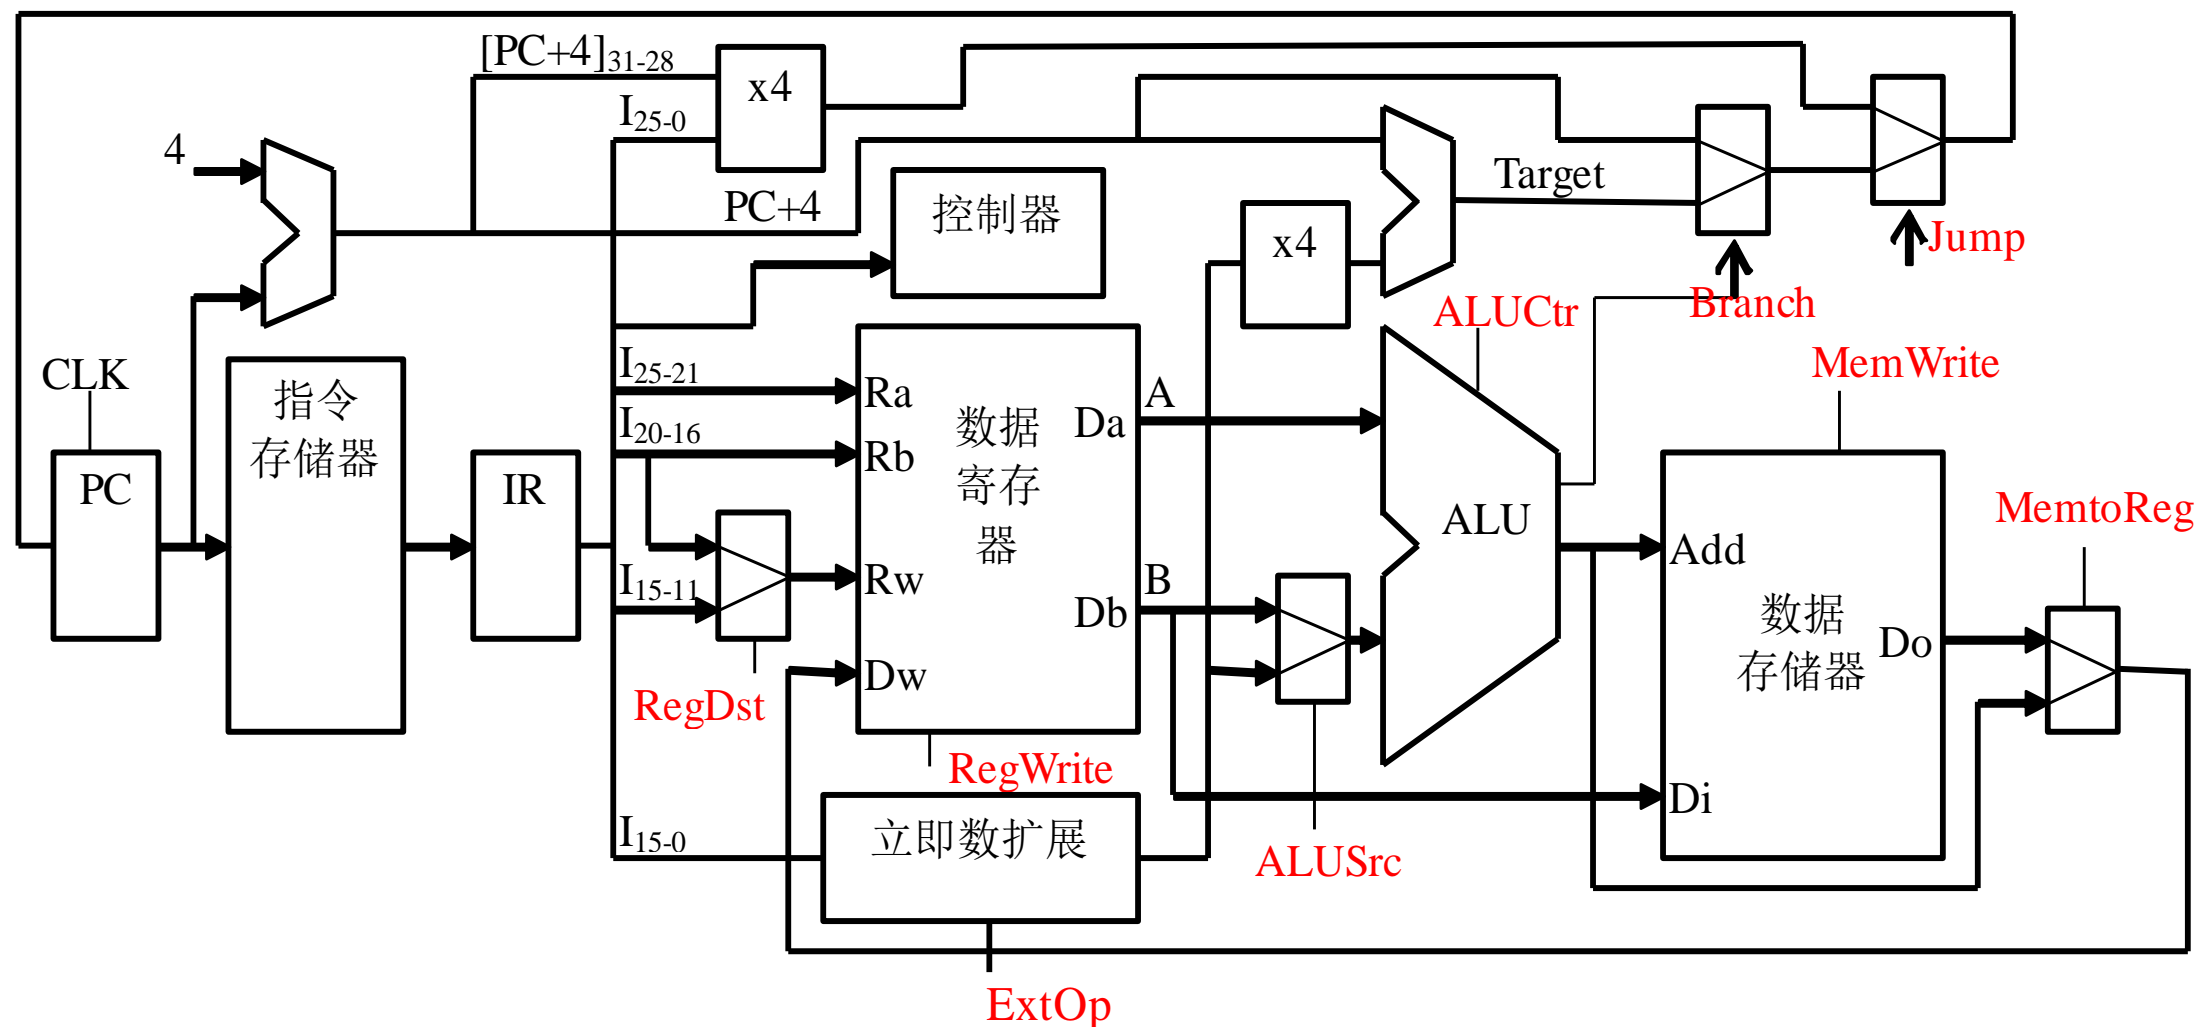 [PC+4]31-28
x4
I25-0
4
PC+4
控制器
Target
x4
Jump
ALUCtr
Branch
CLK
指令
存储器
I25-21
Ra
数据
寄存
器
Da
A
MemWrite
I20-16
Rb
PC
IR
ALU
MemtoReg
Add
I15-11
Rw
B
Db
数据
存储器
Do
Dw
RegDst
RegWrite
Di
I15-0
立即数扩展
ALUSrc
ExtOp